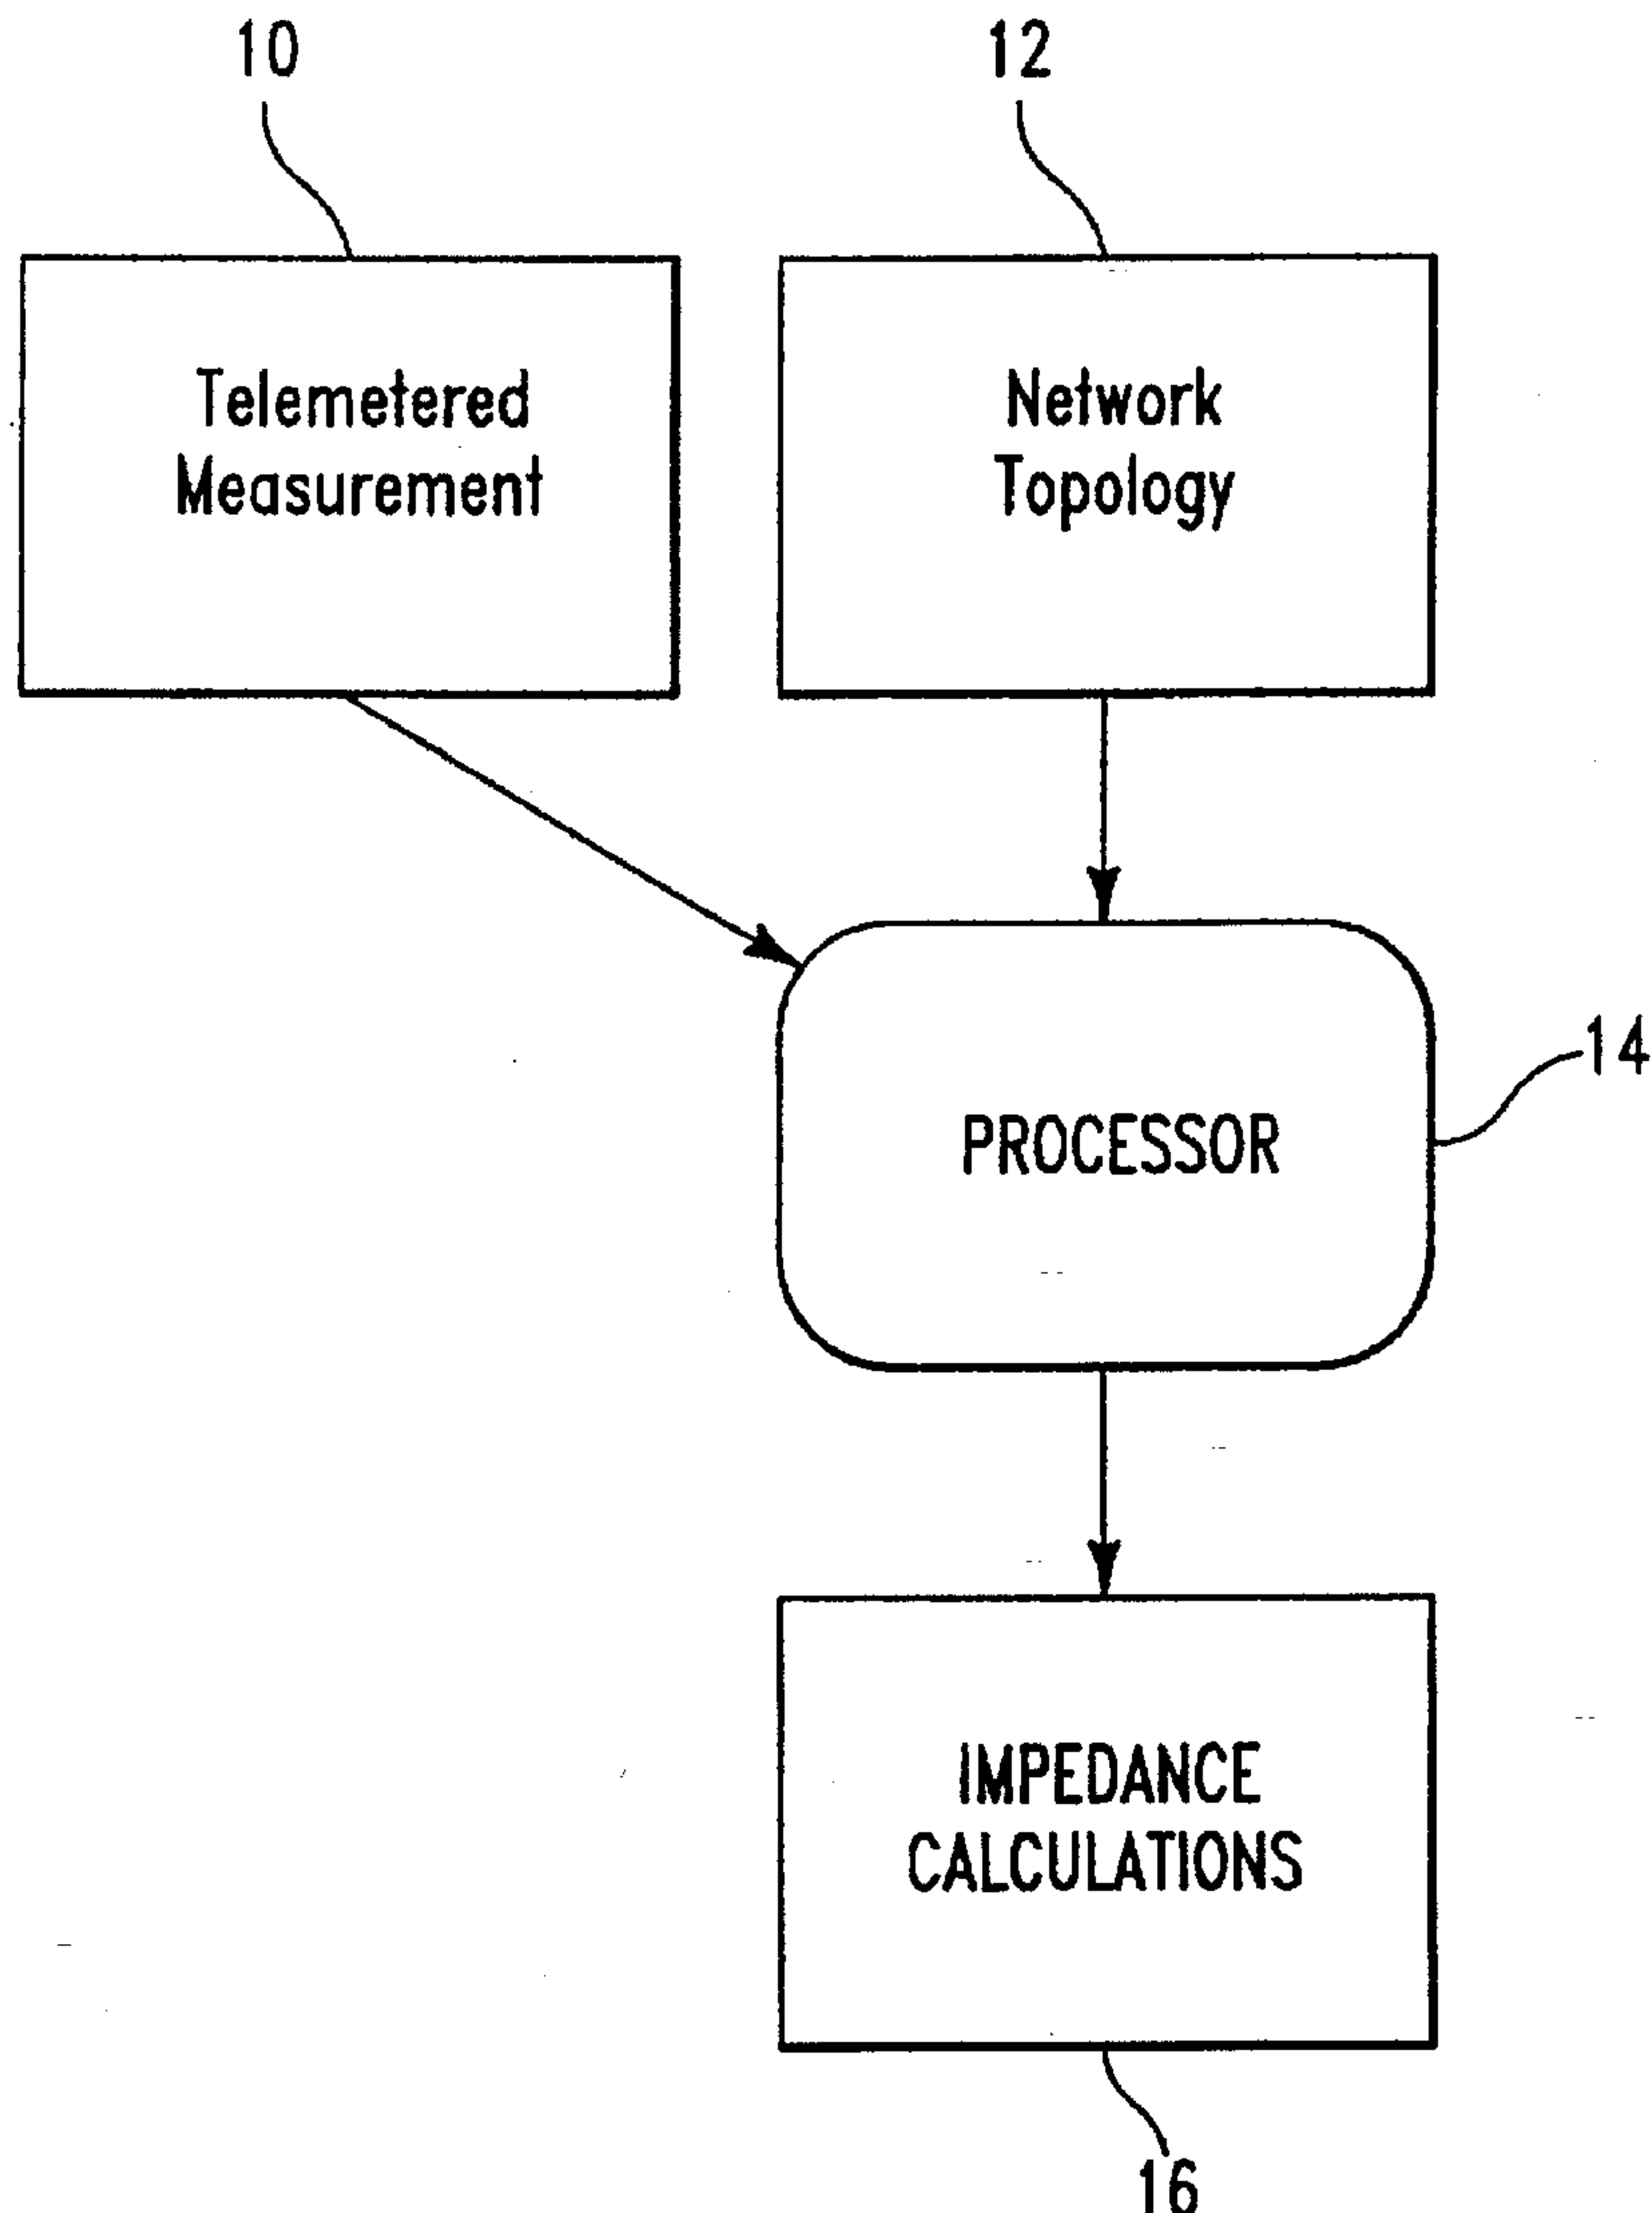 10
12
Telemetered
Measurement
Network
Topology
14
PROCESSOR
IMPEDANCE
CALCULATIONS
16